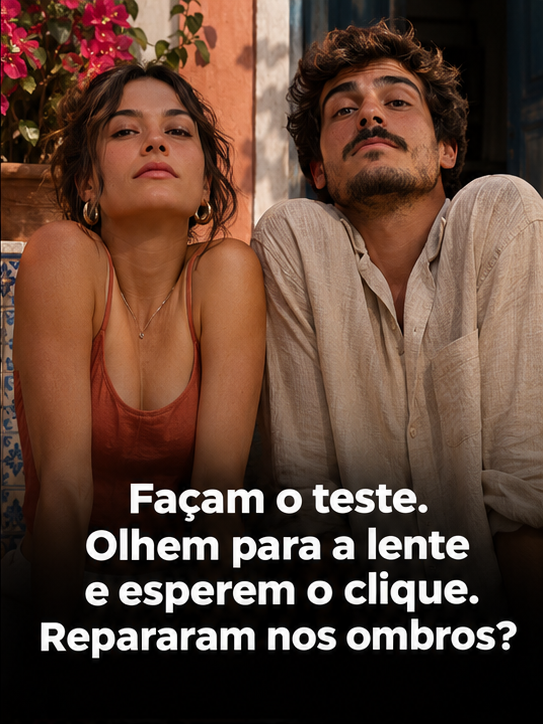 Façam o teste.
Olhem para a lente
e esperem o clique.
Repararam nos ombros?